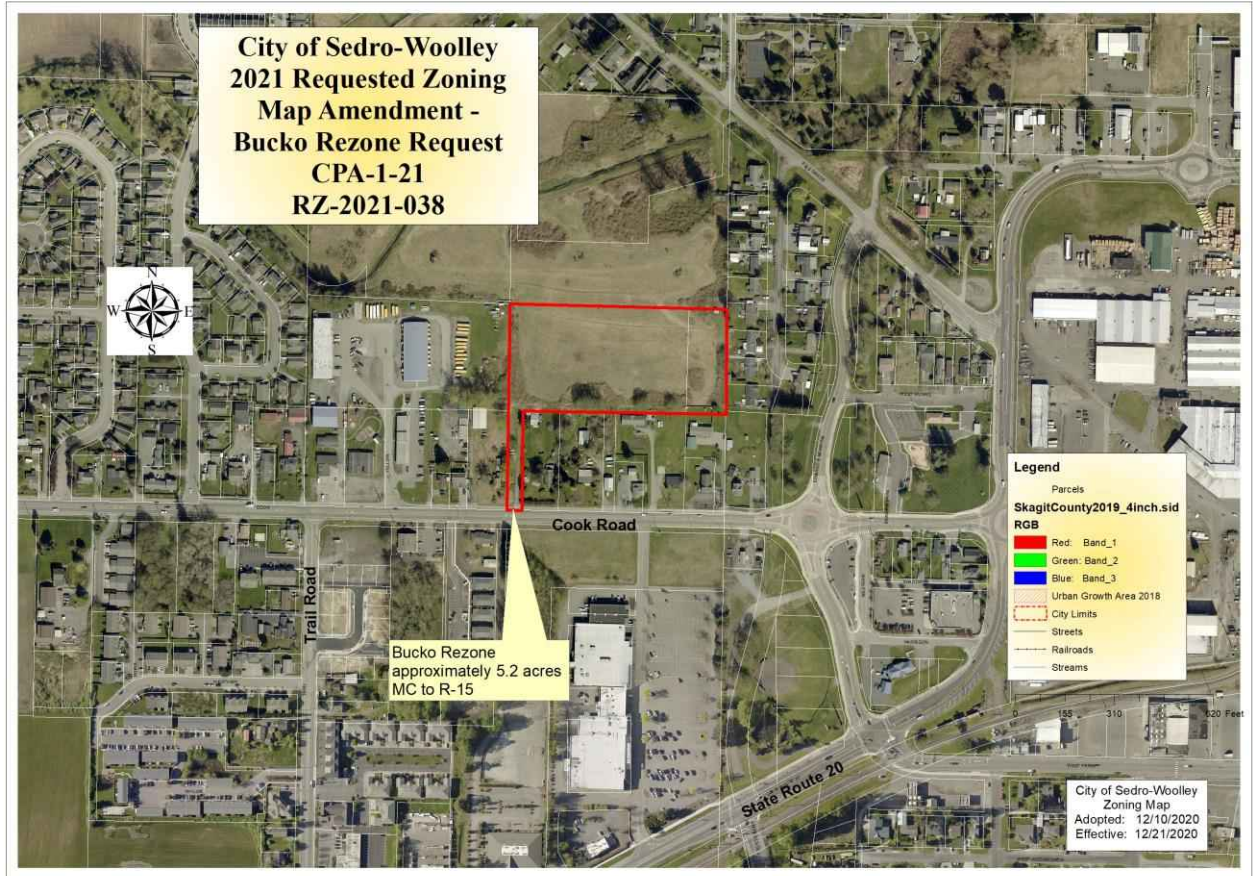 City of Sedro-Woolley
2021 Requested Zoning
Map Amendment -
Bucko Rezone Request
CPA-1-21
RZ-2021-038
N
W
E
S
Cook Road
Trail Road
Bucko Rezone
approximately 5.2 acres
MC to R-15
State Route 20
Legend
Parcels
SkagitCounty2019_4inch.sid
RGB
Red: Band_1
Green: Band_2
Blue: Band_3
Urban Growth Area 2018
City Limits
Streets
Railroads
Streams
0 155 310 620 Feet
City of Sedro-Woolley
Zoning Map
Adopted: 12/10/2020
Effective: 12/21/2020